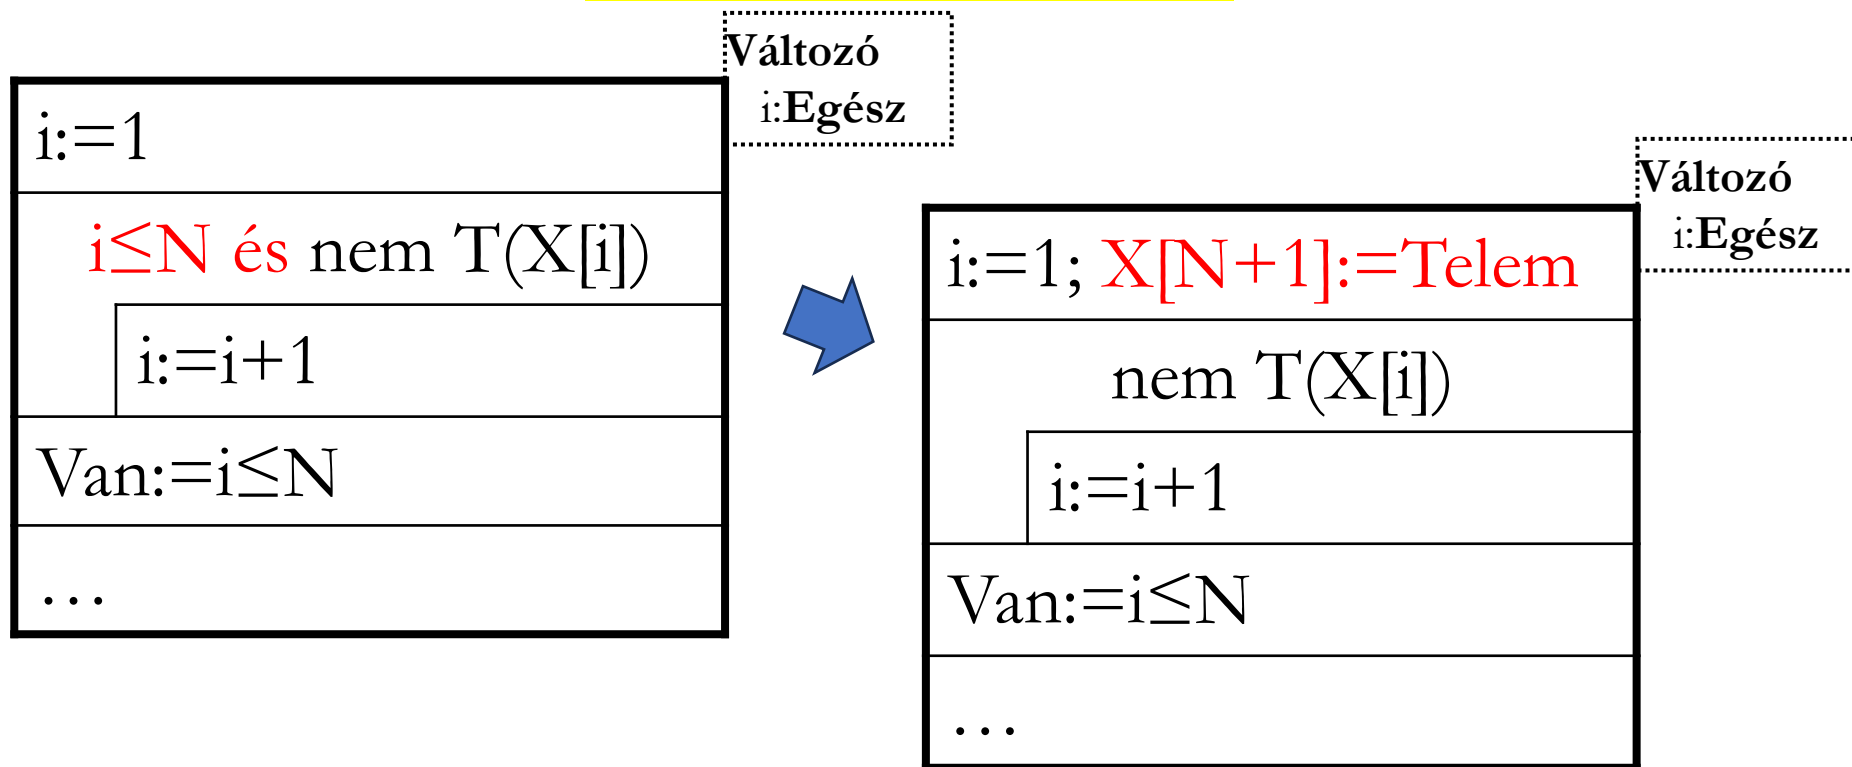 Változó
i:Egész
i:=1
i≤N és nem T(X[i])
i:=i+1
Van:=i≤N
…
Változó
i:Egész
i:=1; X[N+1]:=Telem
nem T(X[i])
i:=i+1
Van:=i≤N
…